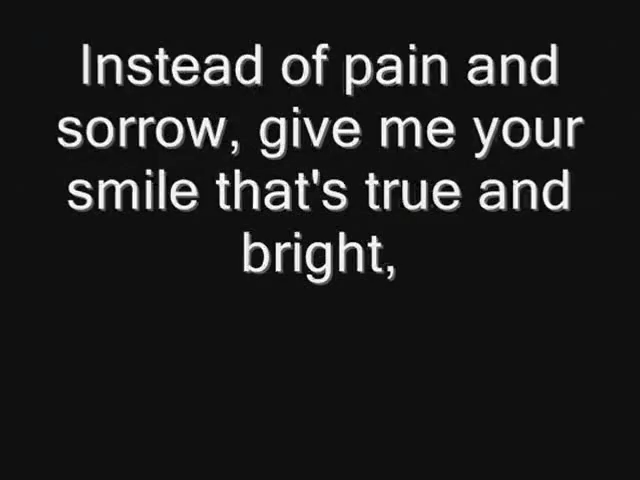 Instead of pain and
sorrow, give me your
smile that's true and
bright,